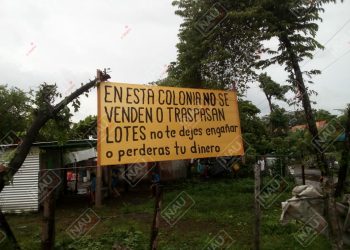 EN ESTA COLONIA NO SE
VENDEN O TRASPASAN
LOTES no te dejes engañar
o perderas tu dinero